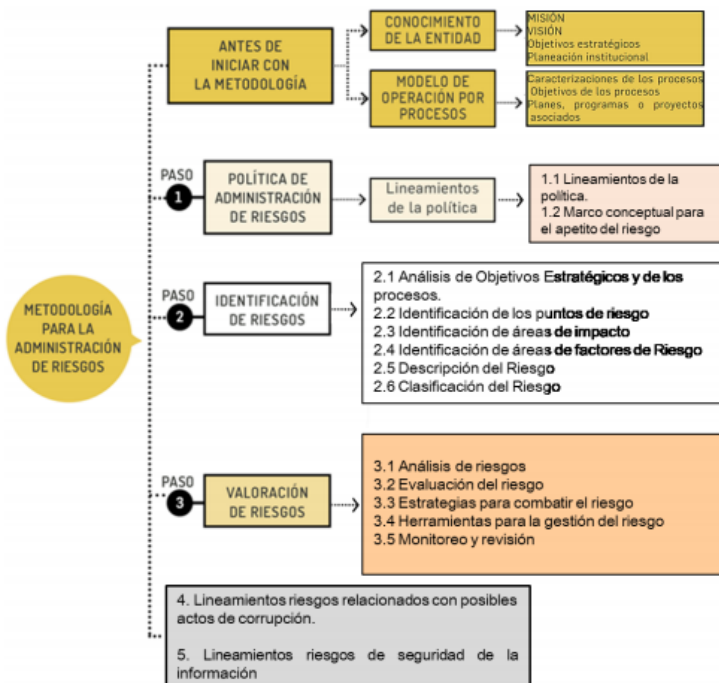 METODOLOGÍA
PARA LA
ADMINISTRACIÓN
DE RIESGOS
ANTES DE
INICIAR CON
LA METODOLOGÍA
CONOCIMIENTO
DE LA ENTIDAD
MISIÓN
VISIÓN
Objetivos estratégicos
Planeación institucional
MODELO DE
OPERACIÓN POR
PROCESOS
Caracterizaciones de los procesos
Objetivos de los procesos
Planes, programas o proyectos
asociados
PASO
1
POLÍTICA DE
ADMINISTRACIÓN
DE RIESGOS
Lineamientos
de la política
1.1 Lineamientos de la
política.
1.2 Marco conceptual para
el apetito del riesgo
PASO
2
IDENTIFICACIÓN
DE RIESGOS
2.1 Análisis de Objetivos Estratégicos y de los
procesos.
2.2 Identificación de los puntos de riesgo
2.3 Identificación de áreas de impacto
2.4 Identificación de áreas de factores de Riesgo
2.5 Descripción del Riesgo
2.6 Clasificación del Riesgo
PASO
3
VALORACIÓN
DE RIESGOS
3.1 Análisis de riesgos
3.2 Evaluación del riesgo
3.3 Estrategias para combatir el riesgo
3.4 Herramientas para la gestión del riesgo
3.5 Monitoreo y revisión
4. Lineamientos riesgos relacionados con posibles
actos de corrupción.
5. Lineamientos riesgos de seguridad de la
información